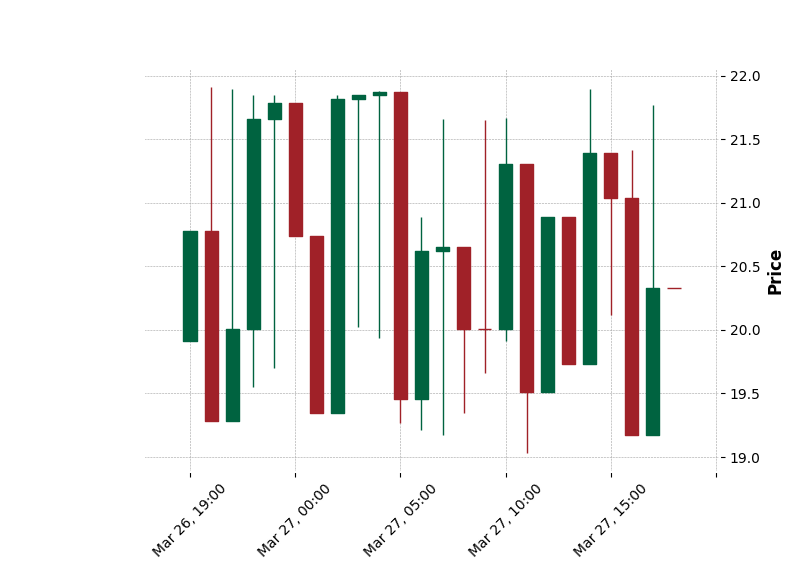 22.0
21.5
21.0
20.5
20.0
19.5
19.0
Price
Mar 26, 19:00
Mar 27, 00:00
Mar 27, 05:00
Mar 27, 10:00
Mar 27, 15:00